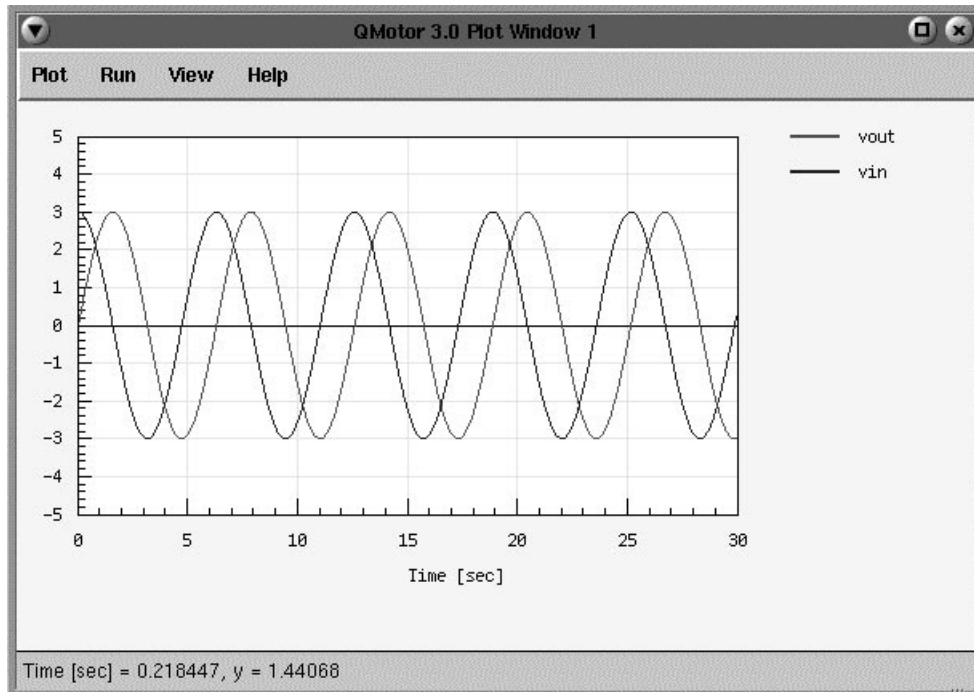 QMotor 3.0 Plot Window 1
Plot Run View Help
5
4
3
2
1
0
-1
-2
-3
-4
-5
0 5 10 15 20 25 30
Time [sec]
vout
vin
Time [sec] = 0.218447, y = 1.44068